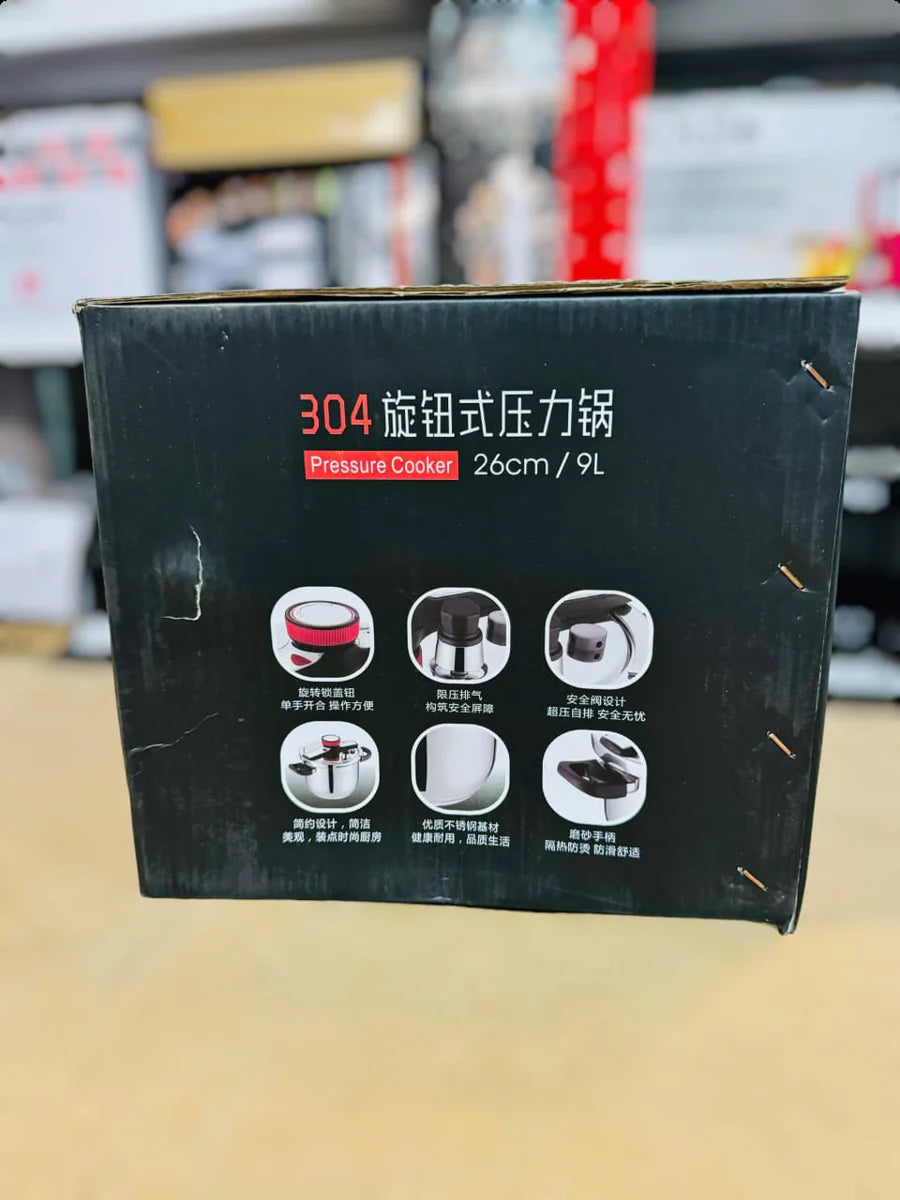 304 旋钮式压力锅
Pressure Cooker 26cm / 9L
旋转锁盖钮
单手开合 操作方便
限压排气
构筑安全屏障
安全阀设计
超压自排 安全无忧
简约设计，简洁
美观，装点时尚厨房
优质不锈钢基材
健康耐用，品质生活
磨砂手柄
隔热防烫 防滑舒适